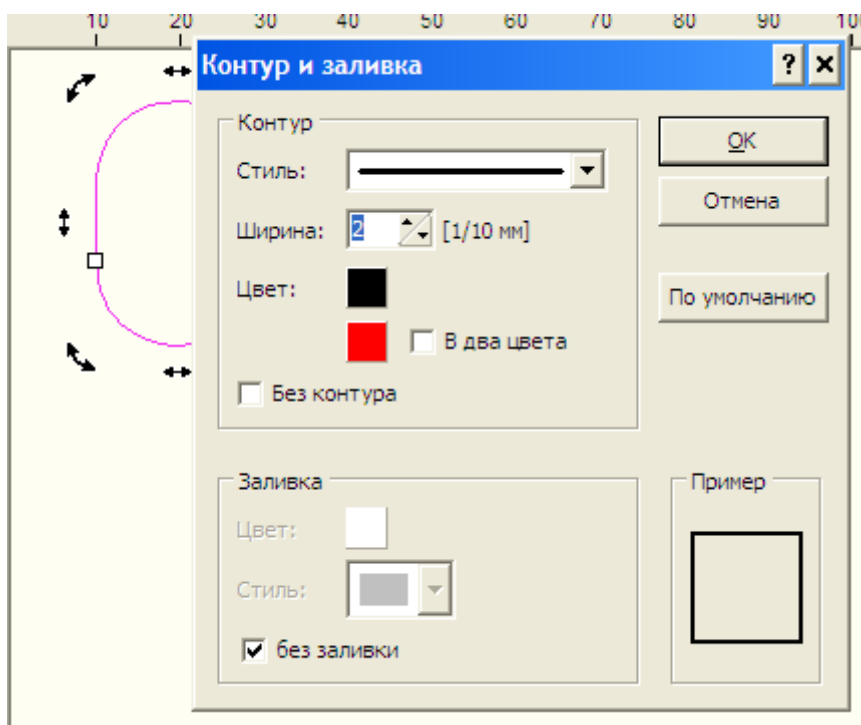 10 20 30 40 50 60 70 80 90 10
Контур и заливка
Контур
Стиль:
Ширина: 2 [1/10 мм]
Цвет:
В два цвета
Без контура
OK
Отмена
По умолчанию
Заливка
Цвет:
Стиль:
без заливки
Пример